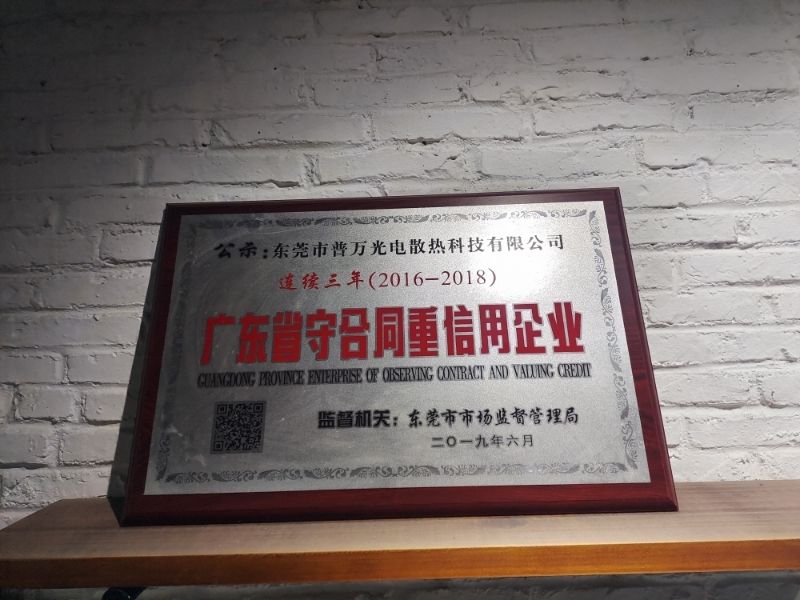 公示：东莞市普万光电散热科技有限公司
连续三年(2016-2018)
广东省守合同重信用企业
GUANGDONG PROVINCE ENTERPRISE OF OBSERVING CONTRACT AND VALUING CREDIT
监督机关：东莞市市场监督管理局
二〇一九年六月